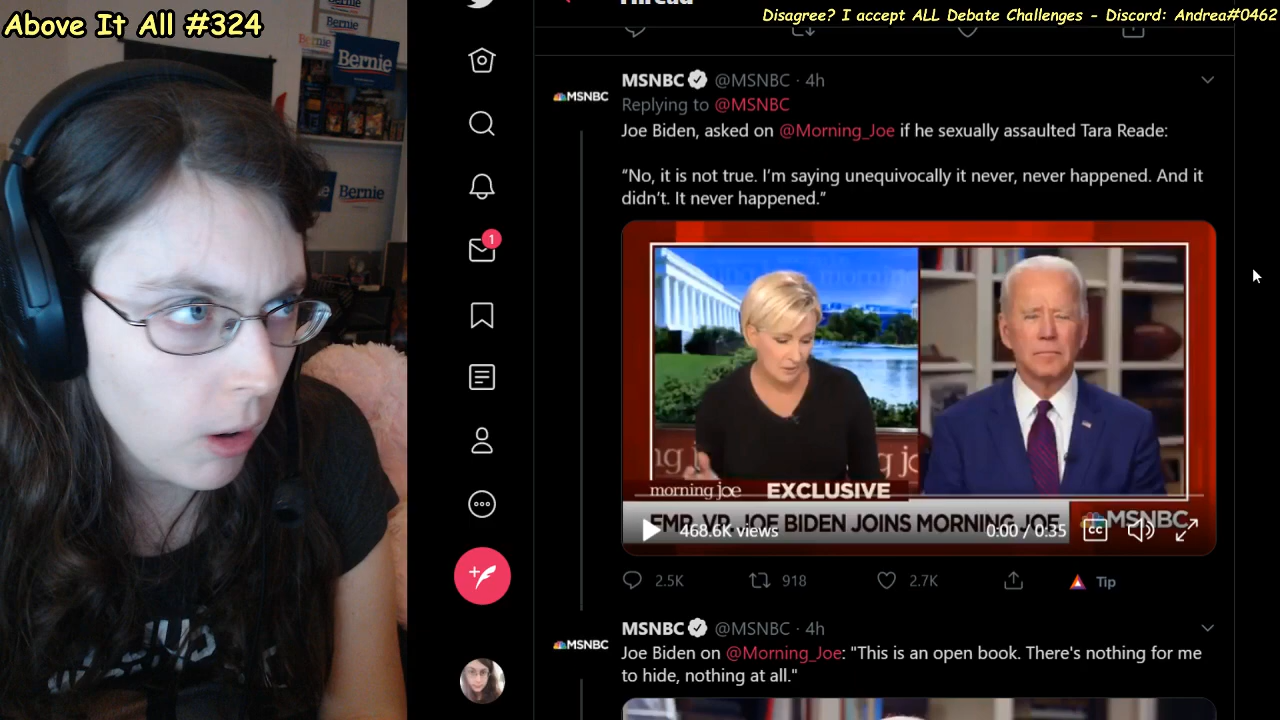 Above It All #324
Disagree? I accept ALL Debate Challenges - Discord: Andrea#0462
Thread
Bernie
Bernie
Bernie
Bernie
1
MSNBC @MSNBC · 4h
Replying to @MSNBC
Joe Biden, asked on @Morning_Joe if he sexually assaulted Tara Reade:
“No, it is not true. I’m saying unequivocally it never, never happened. And it
didn’t. It never happened.”
MSNBC
morning joe EXCLUSIVE
FMR. VP. JOE BIDEN JOINS MORNING JOE
MSNBC
468.6K views
0:00 / 0:35
CC
2.5K 918 2.7K Tip
MSNBC @MSNBC · 4h
MSNBC
Joe Biden on @Morning_Joe: "This is an open book. There's nothing for me
to hide, nothing at all."